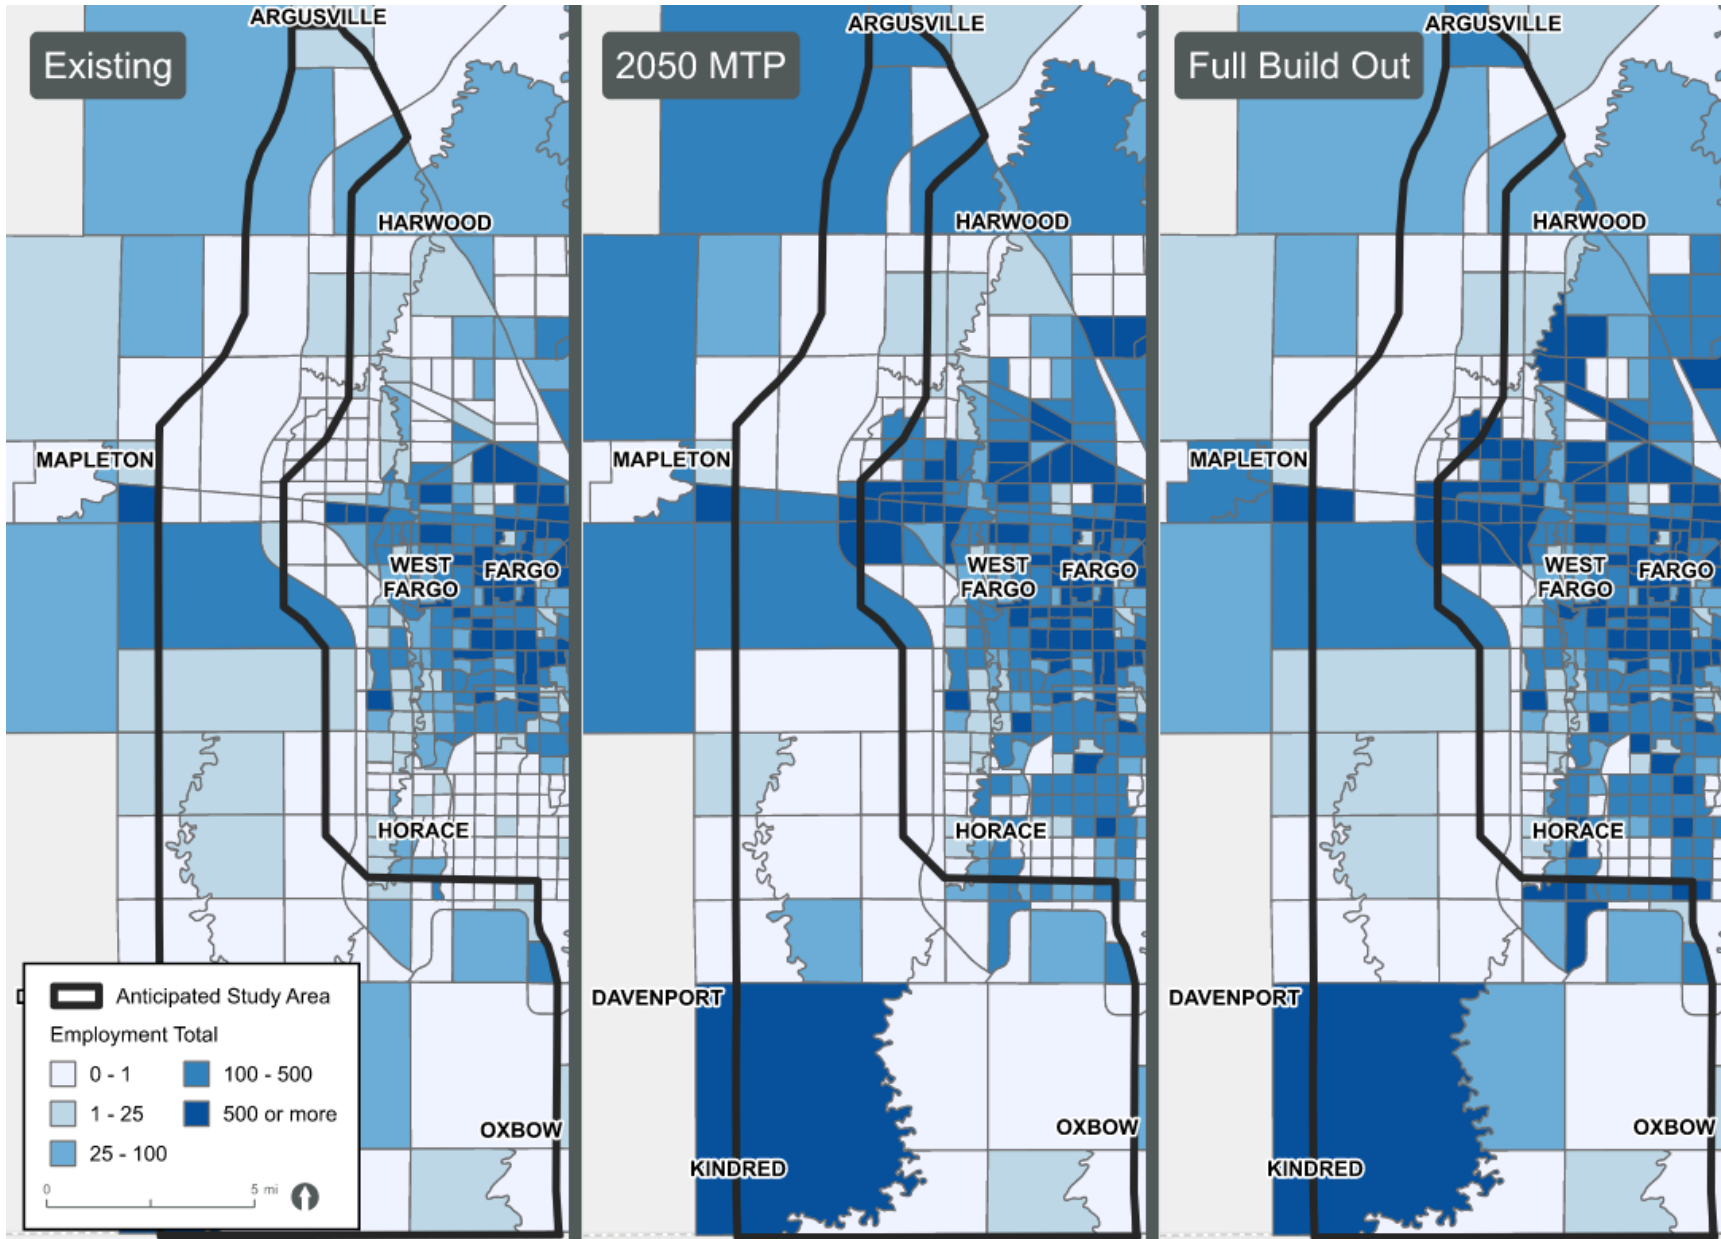 ARGUSVILLE
Existing
HARWOOD
MAPLETON
WEST
FARGO
FARGO
HORACE
Anticipated Study Area
Employment Total
0 - 1
1 - 25
25 - 100
100 - 500
500 or more
0
5 mi
OXBOW
ARGUSVILLE
2050 MTP
HARWOOD
MAPLETON
WEST
FARGO
FARGO
HORACE
DAVENPORT
OXBOW
KINDRED
ARGUSVILLE
Full Build Out
HARWOOD
MAPLETON
WEST
FARGO
FARGO
HORACE
DAVENPORT
OXBOW
KINDRED